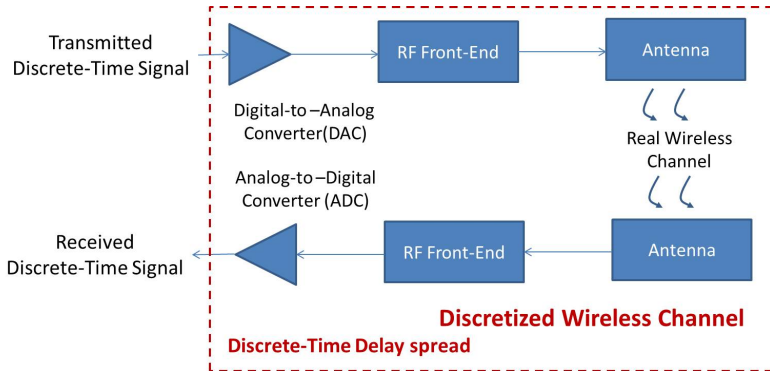 Transmitted
Discrete-Time Signal
RF Front-End
Antenna
Digital-to –Analog
Converter(DAC)
Real Wireless
Channel
Analog-to –Digital
Converter (ADC)
Received
Discrete-Time Signal
RF Front-End
Antenna
Discretized Wireless Channel
Discrete-Time Delay spread